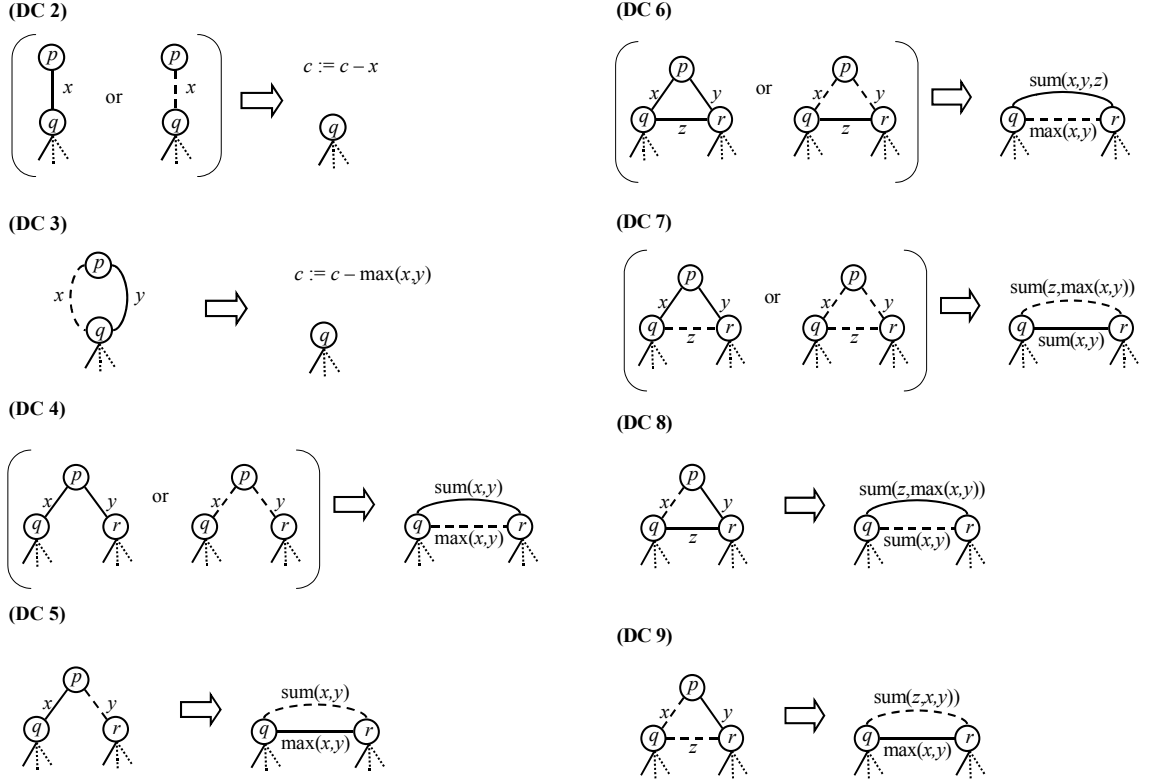 (DC 2)
p
p
x
or
x
q
q
c := c – x
q
(DC 3)
p
x
y
q
c := c – max(x,y)
q
(DC 4)
p
p
x
y
or
x
y
q
r
q
r
sum(x,y)
q
r
max(x,y)
(DC 5)
p
x
y
q
r
sum(x,y)
q
r
max(x,y)
(DC 6)
p
p
x
y
or
x
y
q
r
q
r
z
z
sum(x,y,z)
q
r
max(x,y)
(DC 7)
p
p
x
y
or
x
y
q
r
q
r
z
z
sum(z,max(x,y))
q
r
sum(x,y)
(DC 8)
p
x
y
q
r
z
sum(z,max(x,y))
q
r
sum(x,y)
(DC 9)
p
x
y
q
r
z
sum(z,x,y))
q
r
max(x,y)